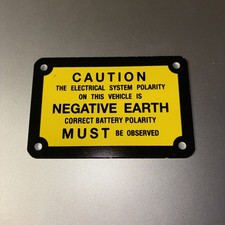 CAUTION
THE ELECTRICAL SYSTEM POLARITY
ON THIS VEHICLE IS
NEGATIVE EARTH
CORRECT BATTERY POLARITY
MUST BE OBSERVED